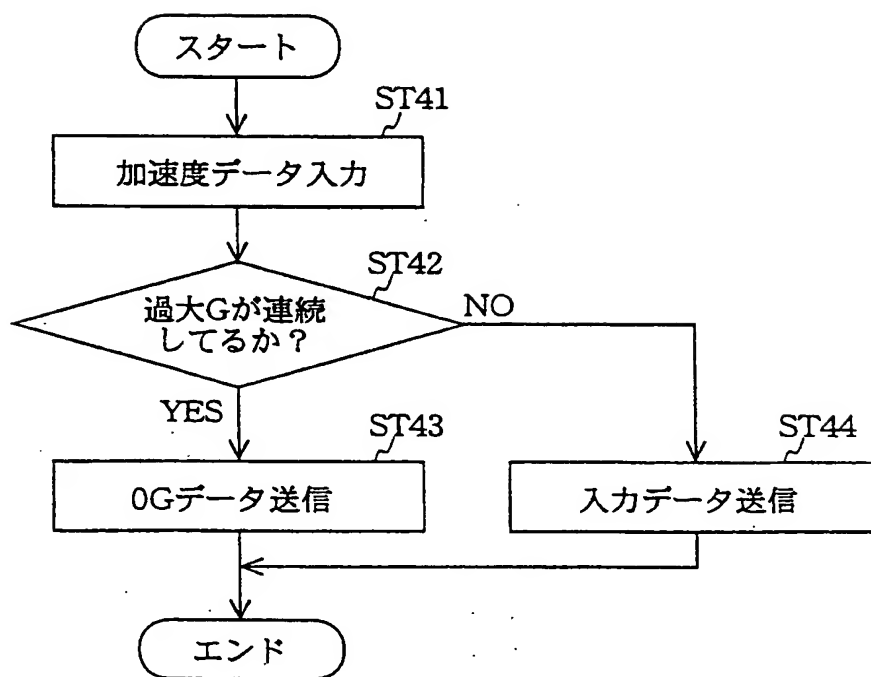 スタート
ST41
加速度データ入力
ST42
過大Gが連続
してるか？
NO
YES
ST43
0Gデータ送信
ST44
入力データ送信
エンド